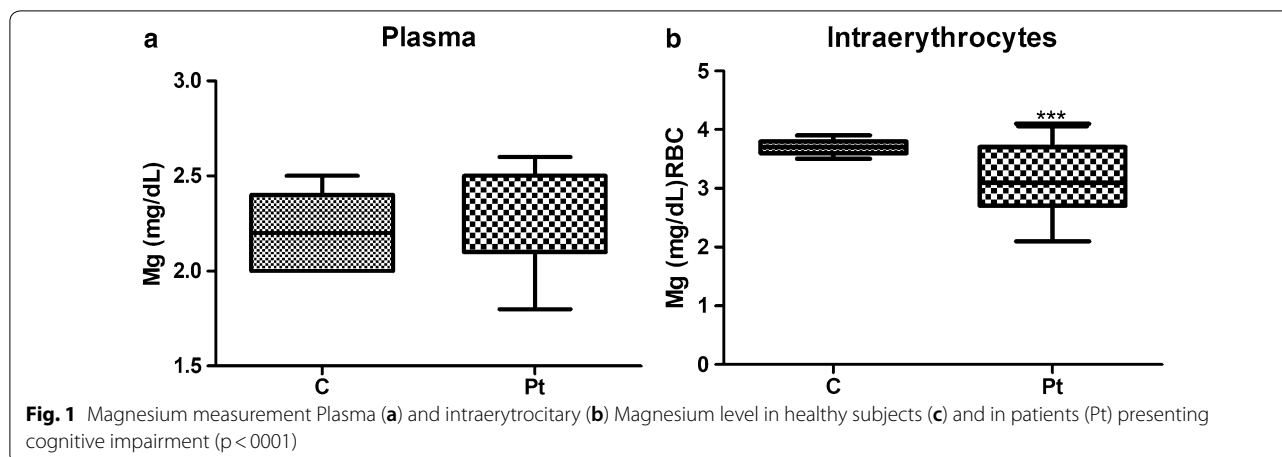 a Plasma
Mg (mg/dL)
3.0
2.5
2.0
1.5
C Pt
b Intraerythrocytes
Mg (mg/dL)RBC
5
4
3
2
1
0
***
C Pt
Fig. 1 Magnesium measurement Plasma (a) and intraerytrocitary (b) Magnesium level in healthy subjects (c) and in patients (Pt) presenting
cognitive impairment (p < 0001)